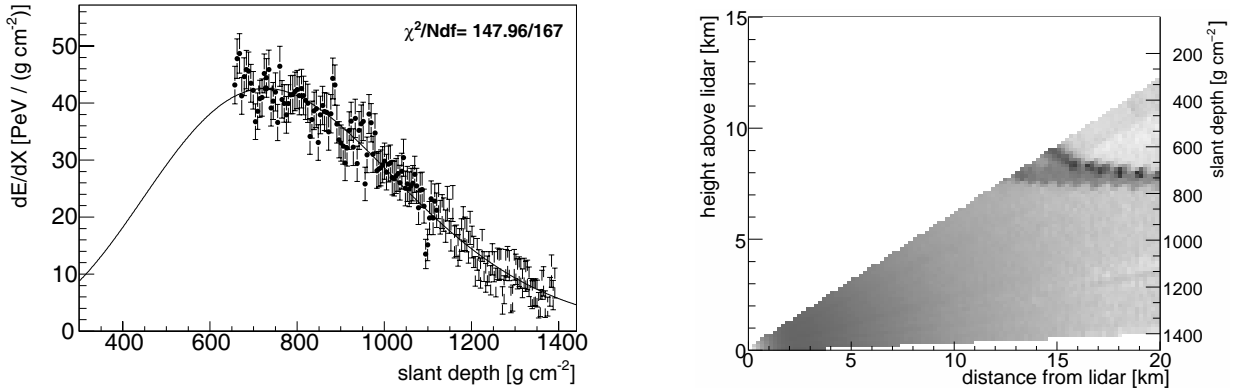 χ²/Ndf= 147.96/167
dE/dX [PeV / (g cm⁻²)]
50
40
30
20
10
0
400 600 800 1000 1200 1400
slant depth [g cm⁻²]
height above lidar [km]
15
10
5
0
0 5 10 15 20
distance from lidar [km]
200
400
600
800
1000
1200
1400
slant depth [g cm⁻²]